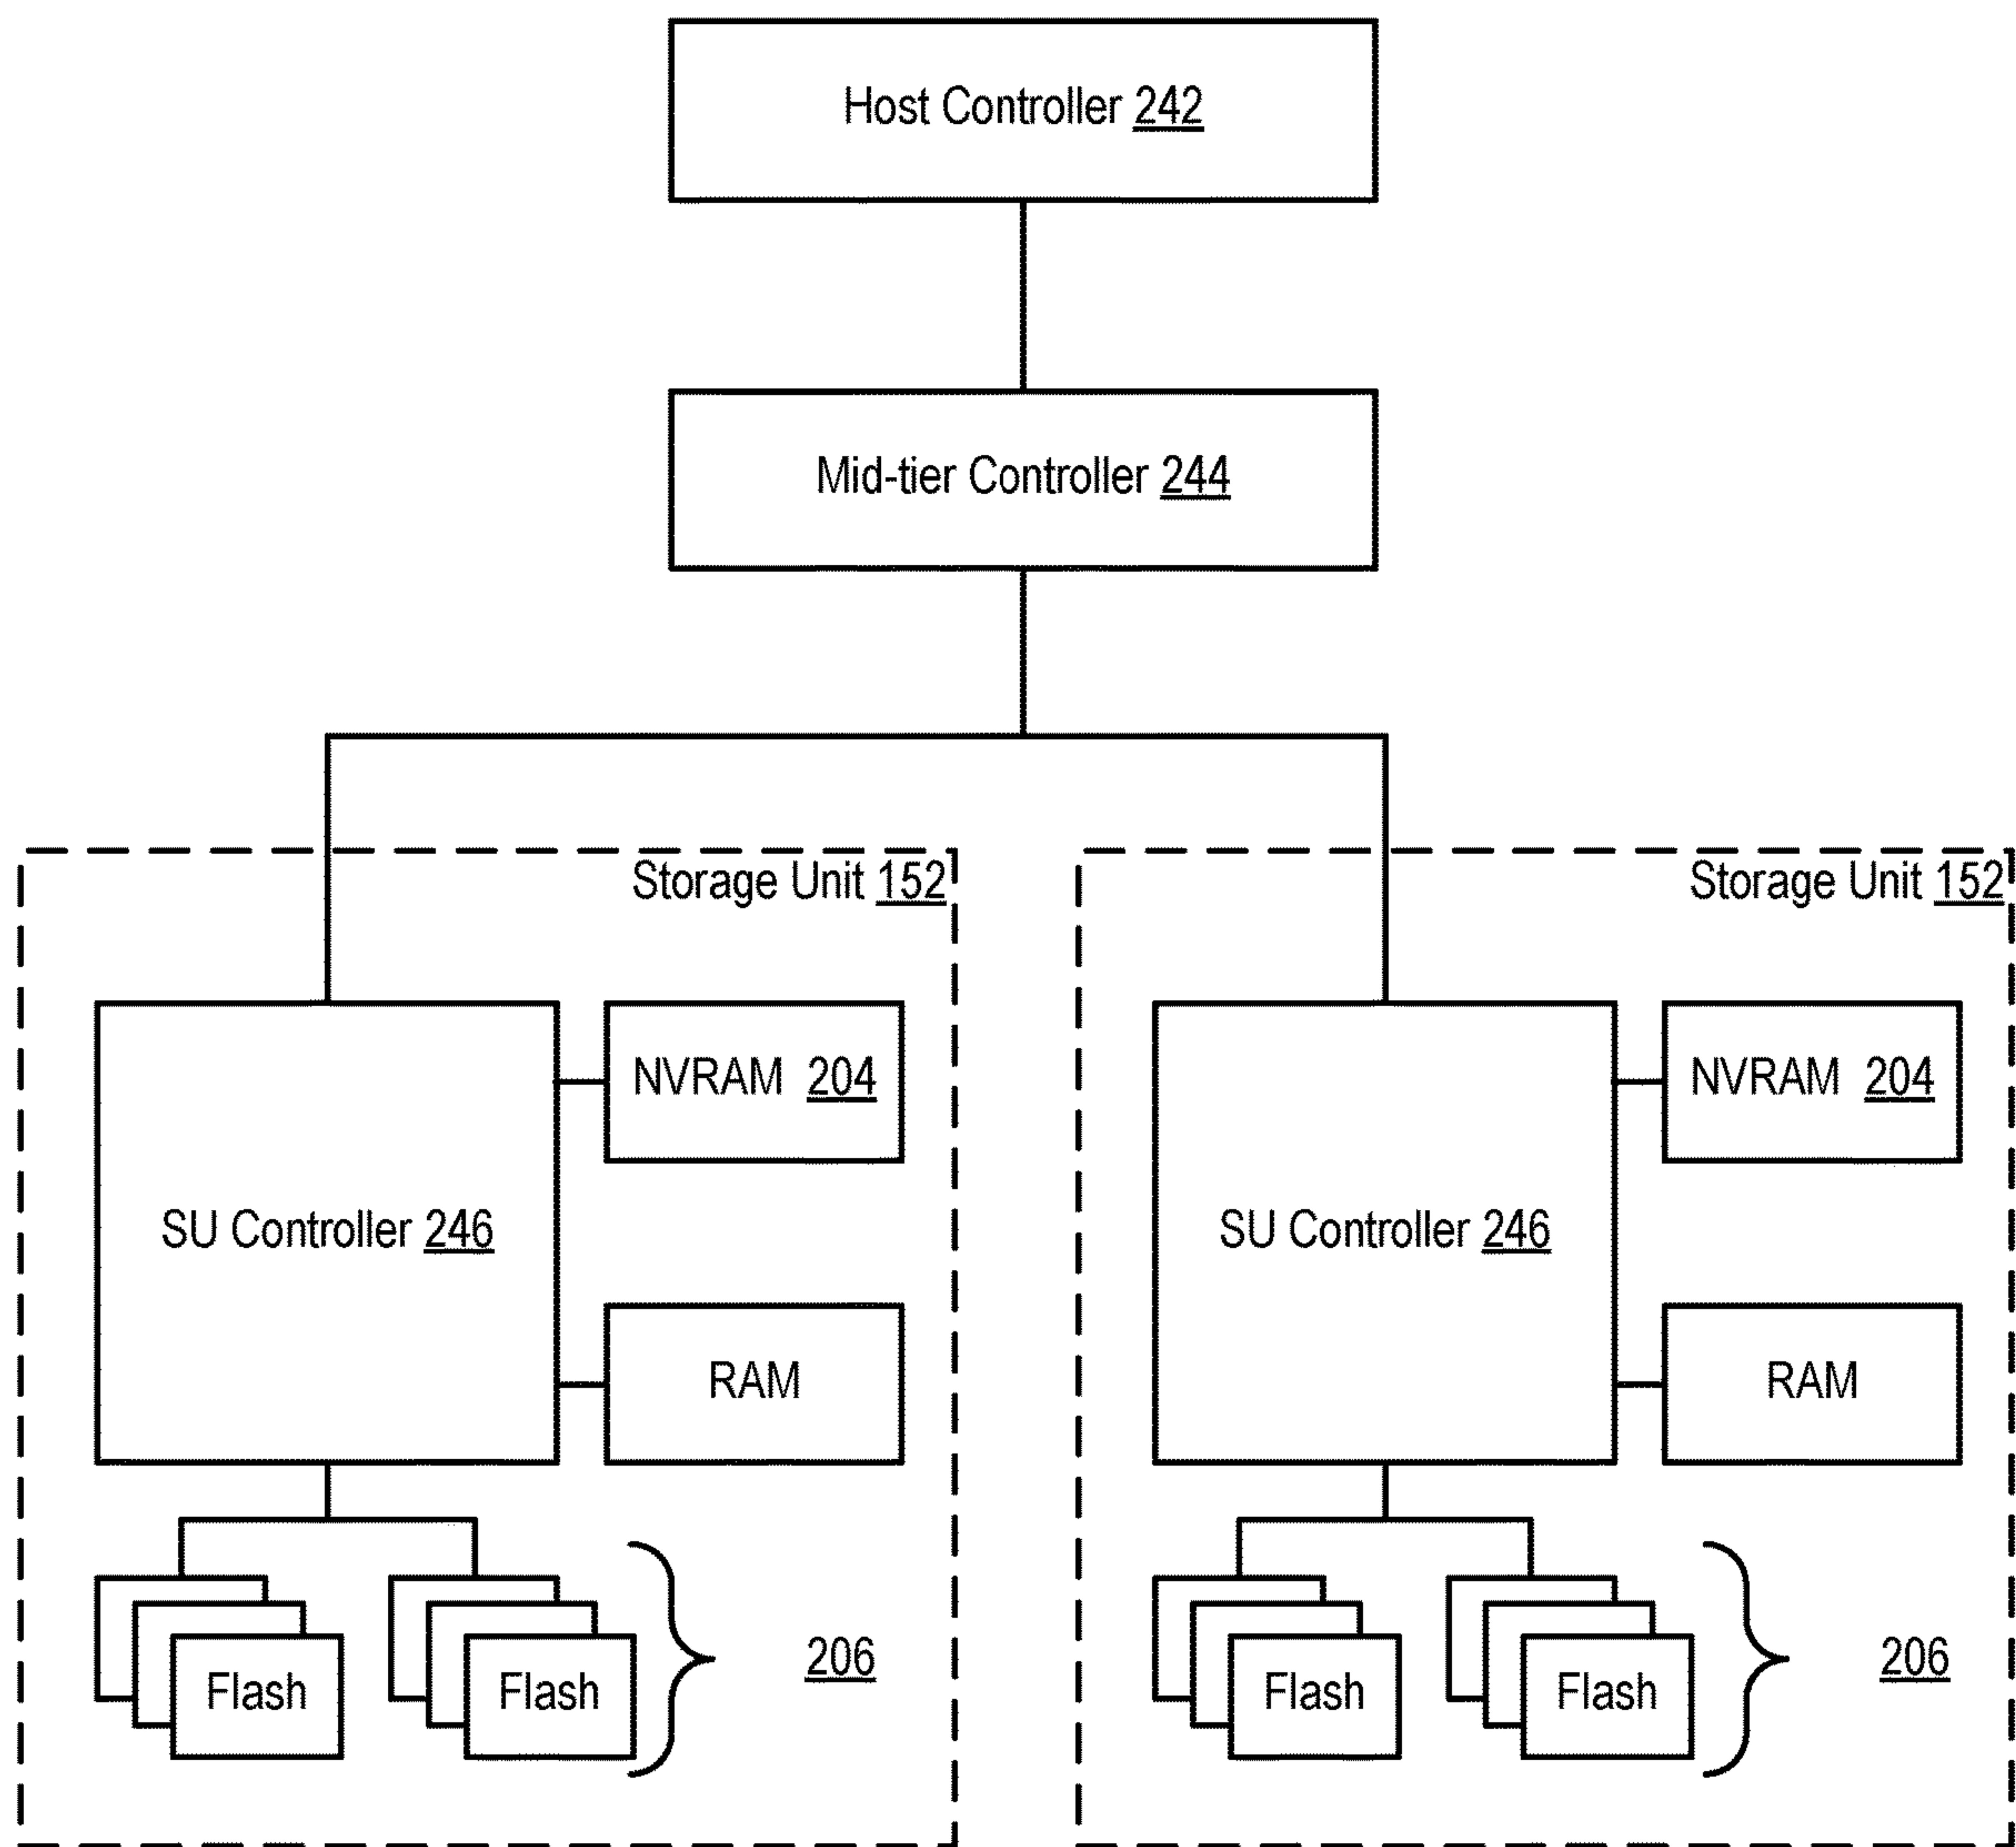 Host Controller 242
Mid-tier Controller 244
Storage Unit 152
Storage Unit 152
NVRAM 204
NVRAM 204
SU Controller 246
SU Controller 246
RAM
RAM
206
206
Flash
Flash
Flash
Flash